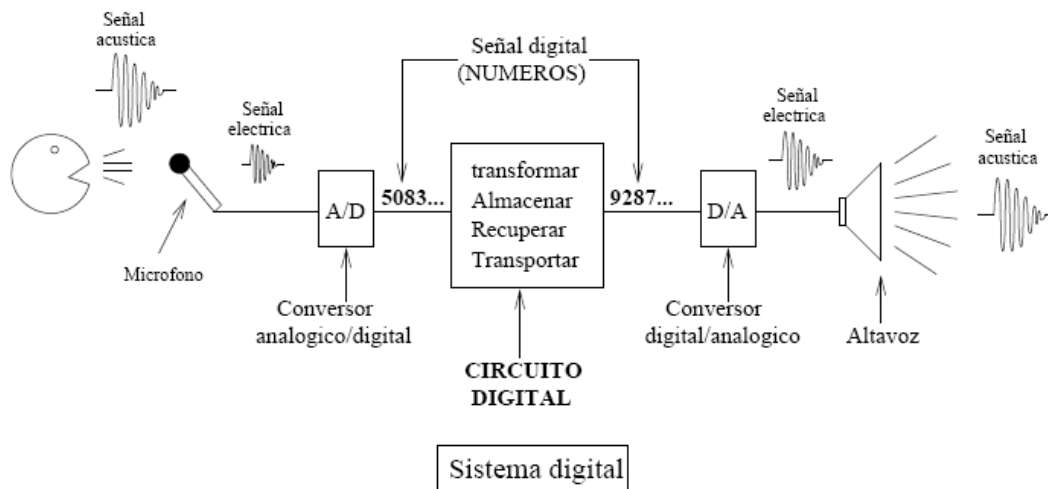 Señal
acustica
Señal
electrica
Microfono
A/D
Conversor
analogico/digital
5083...
Señal digital
(NUMEROS)
transformar
Almacenar
Recuperar
Transportar
CIRCUITO
DIGITAL
9287...
D/A
Conversor
digital/analogico
Señal
electrica
Altavoz
Señal
acustica
Sistema digital